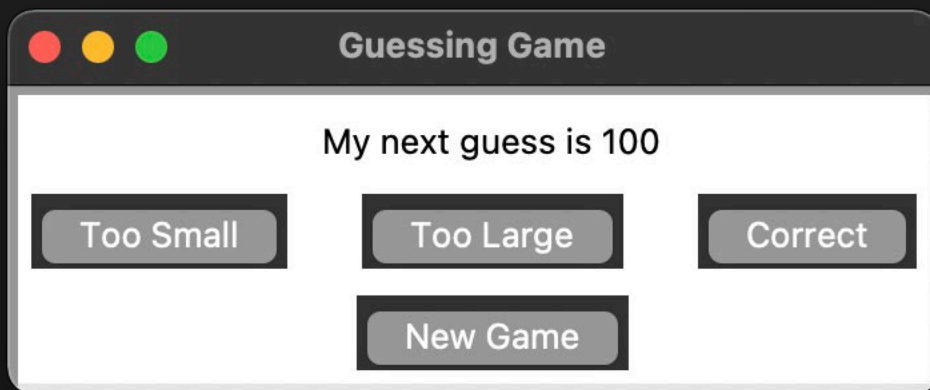 Guessing Game
My next guess is 100
Too Small Too Large Correct
New Game